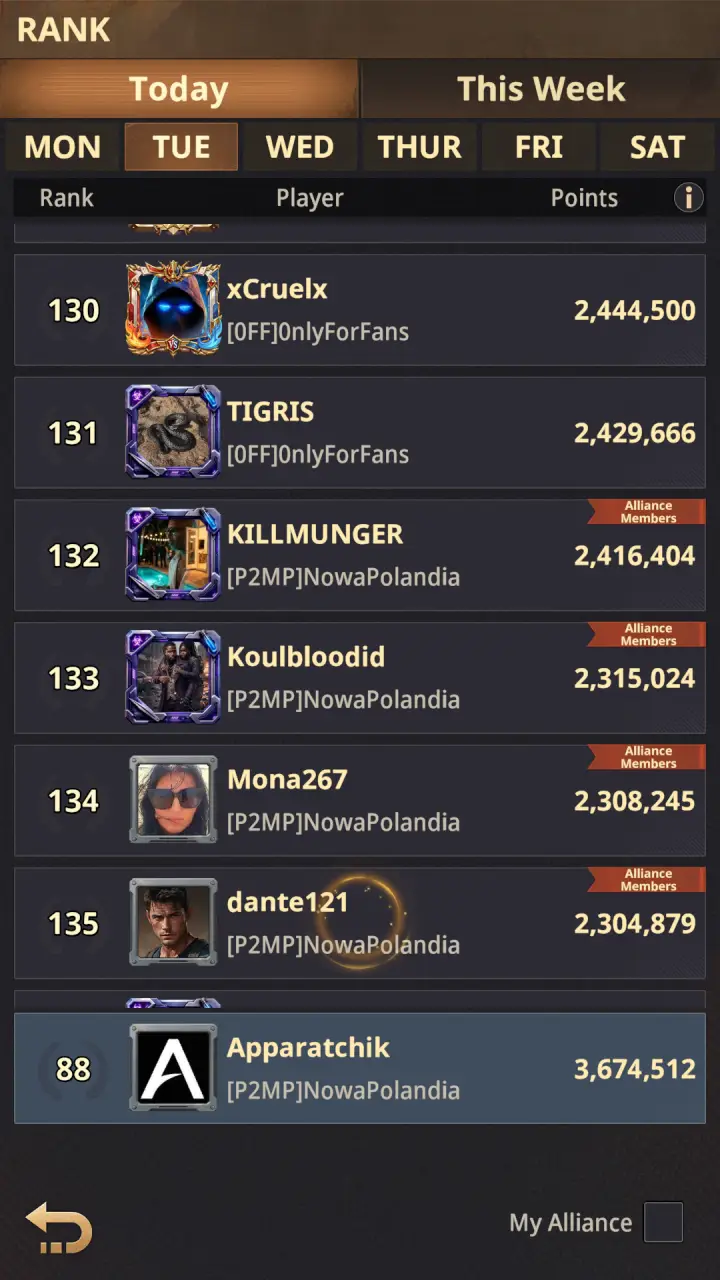 RANK
Today
This Week
MON
TUE
WED
THUR
FRI
SAT
Rank
Player
Points
i
130
xCruelx
[0FF]0nlyForFans
2,444,500
VS
131
TIGRIS
[0FF]0nlyForFans
2,429,666
Alliance
Members
132
KILLMUNGER
[P2MP]NowaPolandia
2,416,404
Alliance
Members
133
Koulbloodid
[P2MP]NowaPolandia
2,315,024
Alliance
Members
134
Mona267
[P2MP]NowaPolandia
2,308,245
Alliance
Members
135
dante121
[P2MP]NowaPolandia
2,304,879
88
A
Apparatchik
[P2MP]NowaPolandia
3,674,512
My Alliance